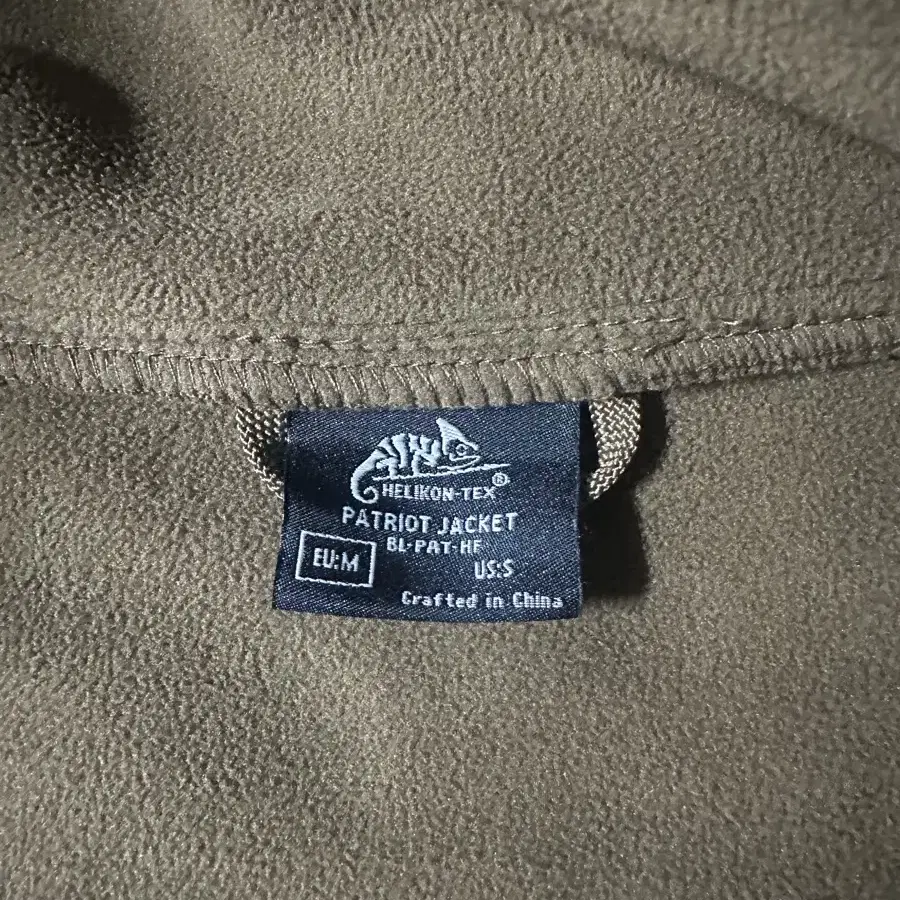 HELIKON-TEX®
PATRIOT JACKET
BL-PAT-HF
EU:M
US:S
Crafted in China